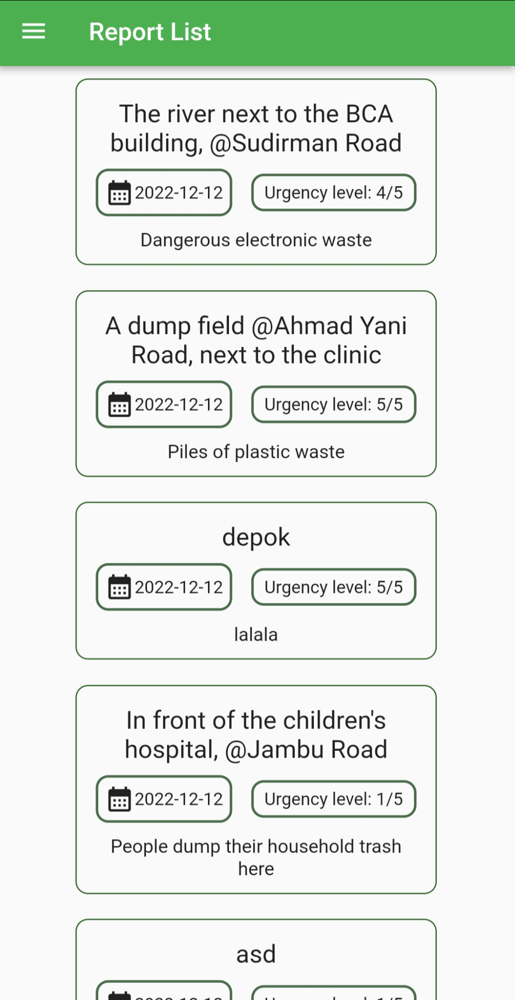 Report List
The river next to the BCA
building, @Sudirman Road
2022-12-12
Urgency level: 4/5
Dangerous electronic waste
A dump field @Ahmad Yani
Road, next to the clinic
2022-12-12
Urgency level: 5/5
Piles of plastic waste
depok
2022-12-12
Urgency level: 5/5
lalala
In front of the children's
hospital, @Jambu Road
2022-12-12
Urgency level: 1/5
People dump their household trash
here
asd